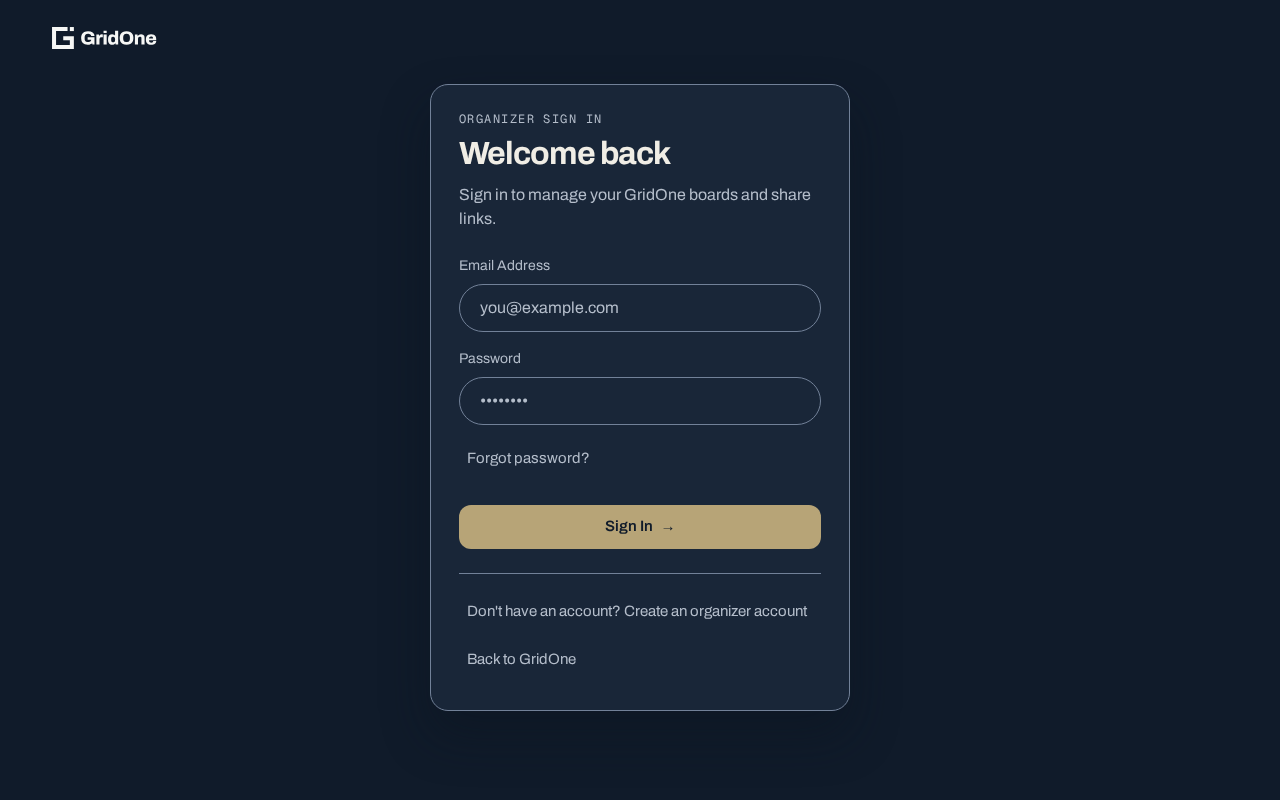 GridOne
ORGANIZER SIGN IN
Welcome back
Sign in to manage your GridOne boards and share
links.
Email Address
you@example.com
Password
••••••••
Forgot password?
Sign In →
Don't have an account? Create an organizer account
Back to GridOne